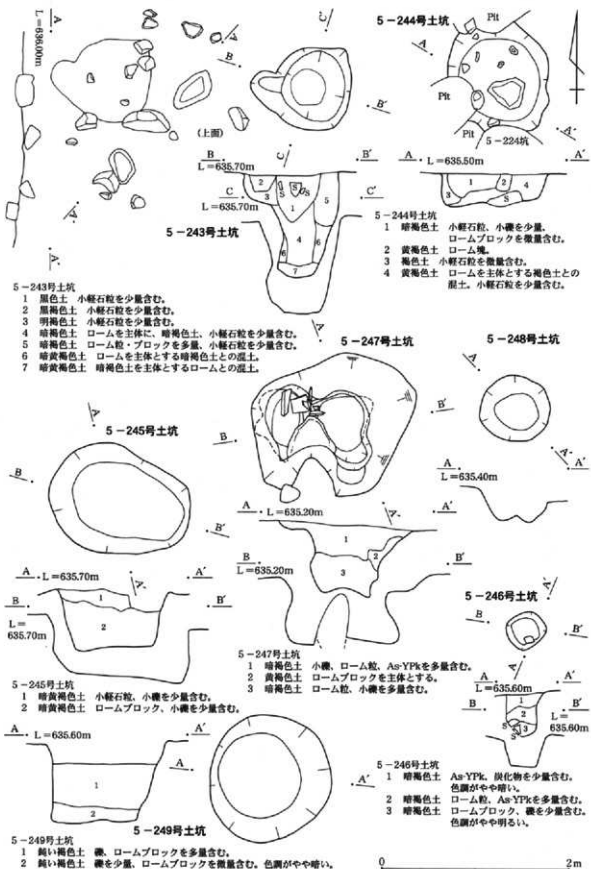 A
L＝636.00m
A'
A
A'
(上面)
C'
B
B'
C
B L＝635.70m B'
C L＝635.70m C'
5－243号土坑
5－244号土坑
Pit
A
Pit
Pit
A'
5－224坑
A L＝635.50m A'
5－244号土坑
1 暗褐色土 小軽石粒、小礫を少量、
ロームブロックを微量含む。
2 黄褐色土 ローム塊。
3 褐色土 小軽石粒を微量含む。
4 黄褐色土 ロームを主体とする褐色土との
混土。小軽石粒を少量含む。
5－243号土坑
1 黒色土 小軽石粒を少量含む。
2 黒褐色土 小軽石粒を少量含む。
3 明褐色土 小軽石粒を少量含む。
4 暗褐色土 ロームを主体に、暗褐色土、小軽石粒を少量含む。
5 暗褐色土 ローム粒・ブロックを多量、小軽石粒を少量含む。
6 暗黄褐色土 ロームを主体とする暗褐色土との混土。
7 暗黄褐色土 暗褐色土を主体とするロームとの混土。
5－245号土坑
A
B
B'
A'
A L＝635.70m A'
B
L＝
635.70m
B'
1
2
5－245号土坑
1 暗黄褐色土 小軽石粒、小礫を少量含む。
2 暗黄褐色土 ロームブロック、小礫を少量含む。
5－247号土坑
A
B
B'
A'
A L＝635.20m A'
B
L＝635.20m
B'
1
2
3
5－247号土坑
1 暗褐色土 小礫、ローム粒、As-YPkを多量含む。
2 黄褐色土 ロームブロックを主体とする。
3 暗褐色土 ローム粒、小礫を多量含む。
5－248号土坑
A
A'
A
L＝635.40m
A'
5－246号土坑
A'
B
B'
A
A
L＝635.60m
A'
B
B'
L＝
635.60m
1
2
3
S
S
5－246号土坑
1 暗褐色土 As-YPk、炭化物を少量含む。
色調がやや暗い。
2 暗褐色土 ローム粒、As-YPkを多量含む。
3 暗褐色土 ロームブロック、礫を少量含む。
色調がやや明るい。
A L＝635.60m A'
A
A'
1
2
5－249号土坑
5－249号土坑
1 鈍い褐色土 礫、ロームブロックを多量含む。
2 鈍い褐色土 礫を少量、ロームブロックを微量含む。色調がやや暗い。
0 2m